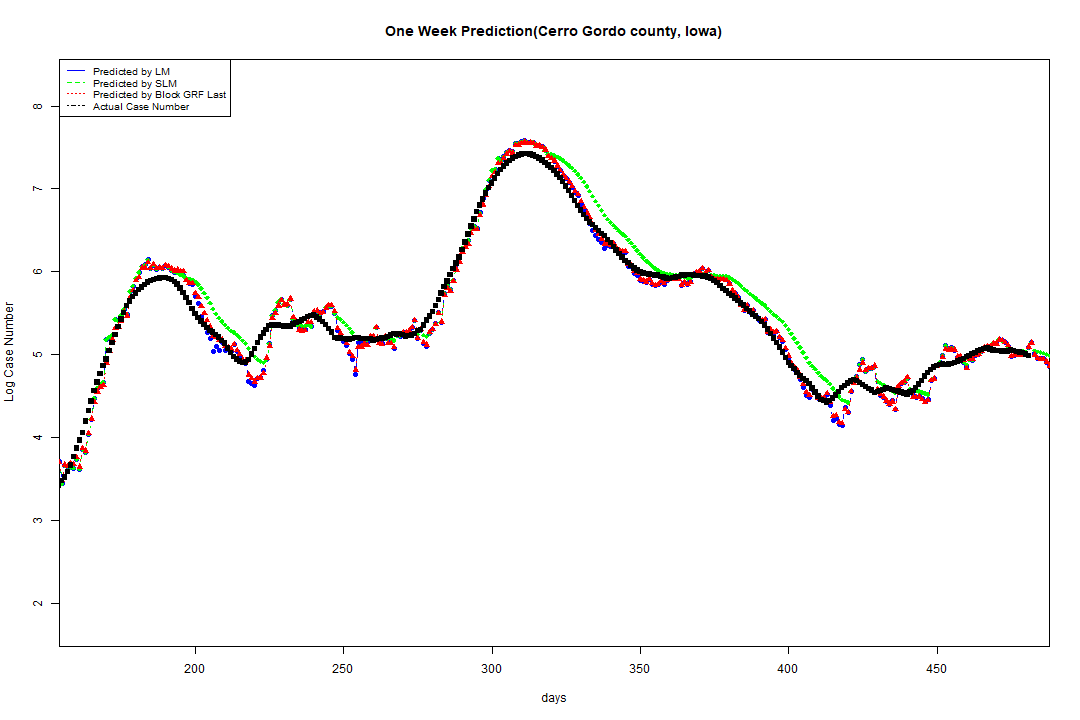 One Week Prediction(Cerro Gordo county, Iowa)
Predicted by LM
Predicted by SLM
Predicted by Block GRF Last
Actual Case Number
Log Case Number
8
7
6
5
4
3
2
200 250 300 350 400 450
days